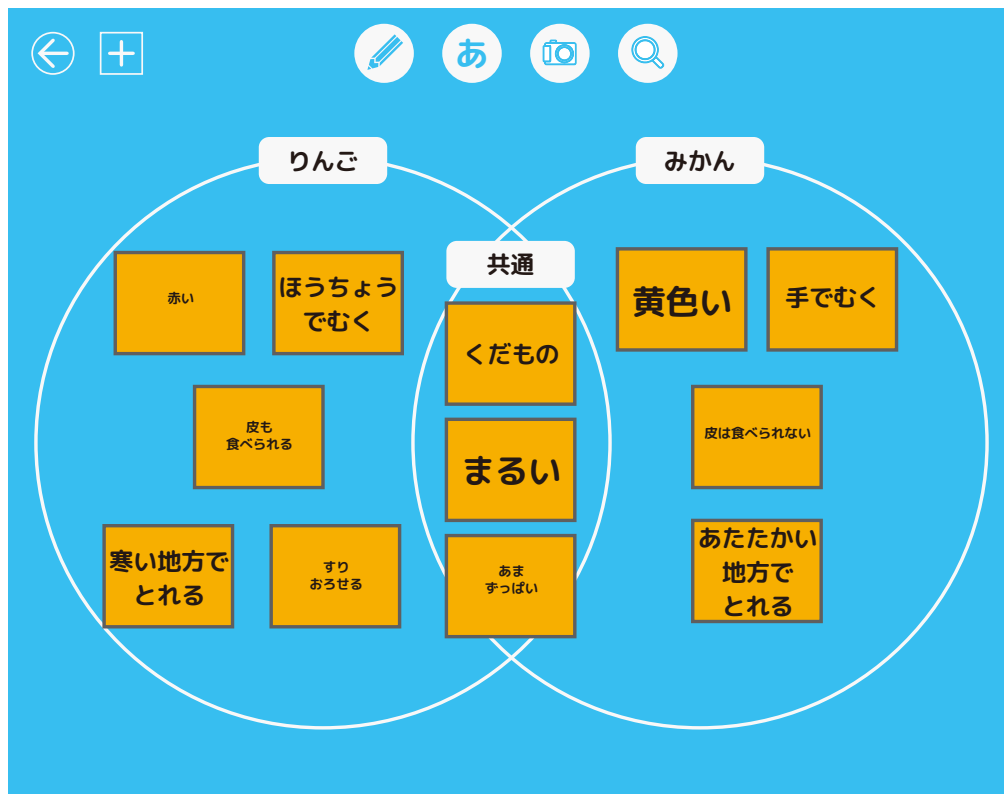 あ
りんご
みかん
共通
赤い
ほうちょう
でむく
皮も
食べられる
寒い地方で
とれる
すり
おろせる
くだもの
まるい
あま
ずっぱい
黄色い
手でむく
皮は食べられない
あたたかい
地方で
とれる